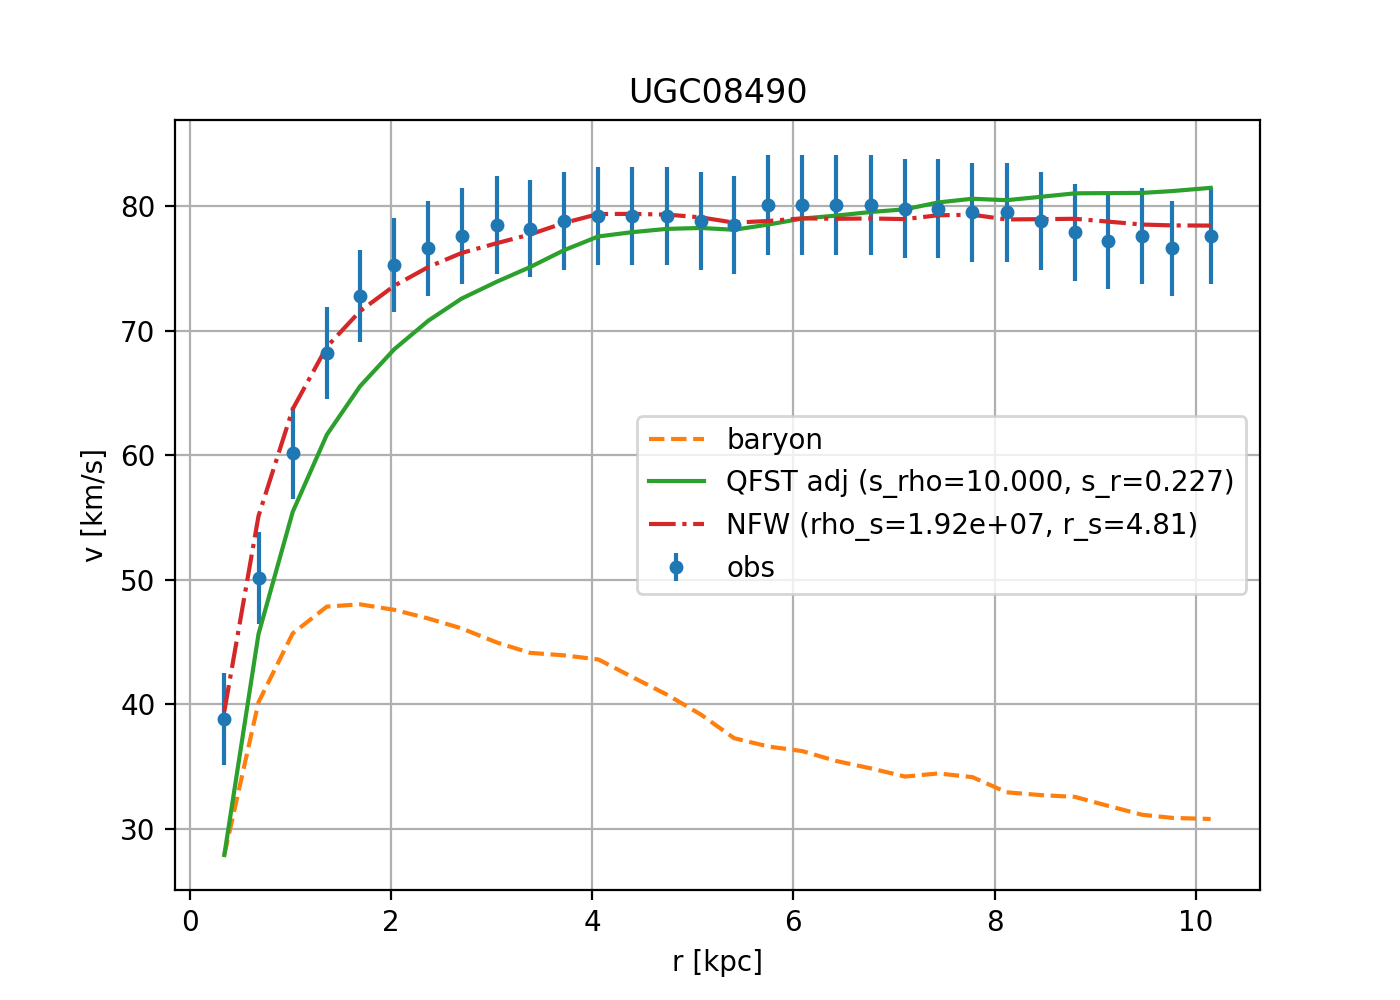 UGC08490
80
70
60
50
40
30
v [km/s]
baryon
QFST adj (s_rho=10.000, s_r=0.227)
NFW (rho_s=1.92e+07, r_s=4.81)
obs
0 2 4 6 8 10
r [kpc]